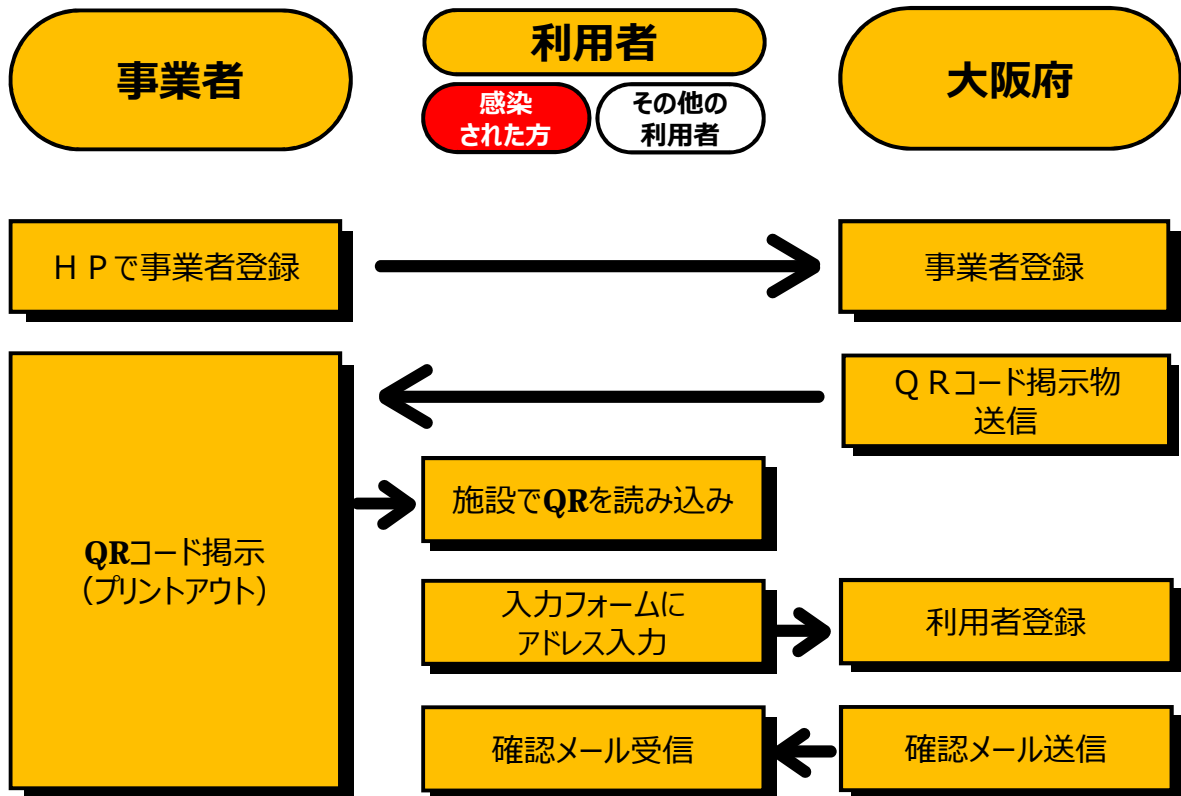 事業者
利用者
感染
された方
その他の
利用者
大阪府
ＨＰで事業者登録
事業者登録
ＱＲコード掲示物
送信
QRコード掲示
（プリントアウト）
施設でQRを読み込み
入力フォームに
アドレス入力
利用者登録
確認メール受信
確認メール送信